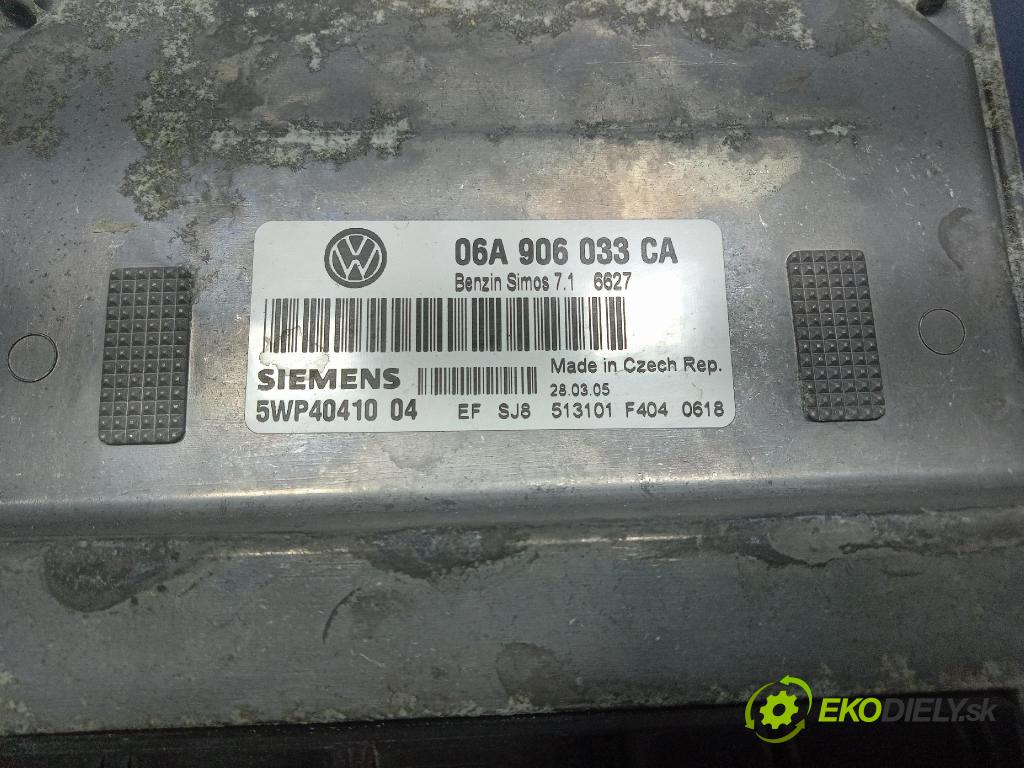 VW
06A 906 033 CA
Benzin Simos 7.1 6627
SIEMENS
Made in Czech Rep.
28.03.05
5WP40410 04 EF SJ8 513101 F404 0618
EKODIELY.sk